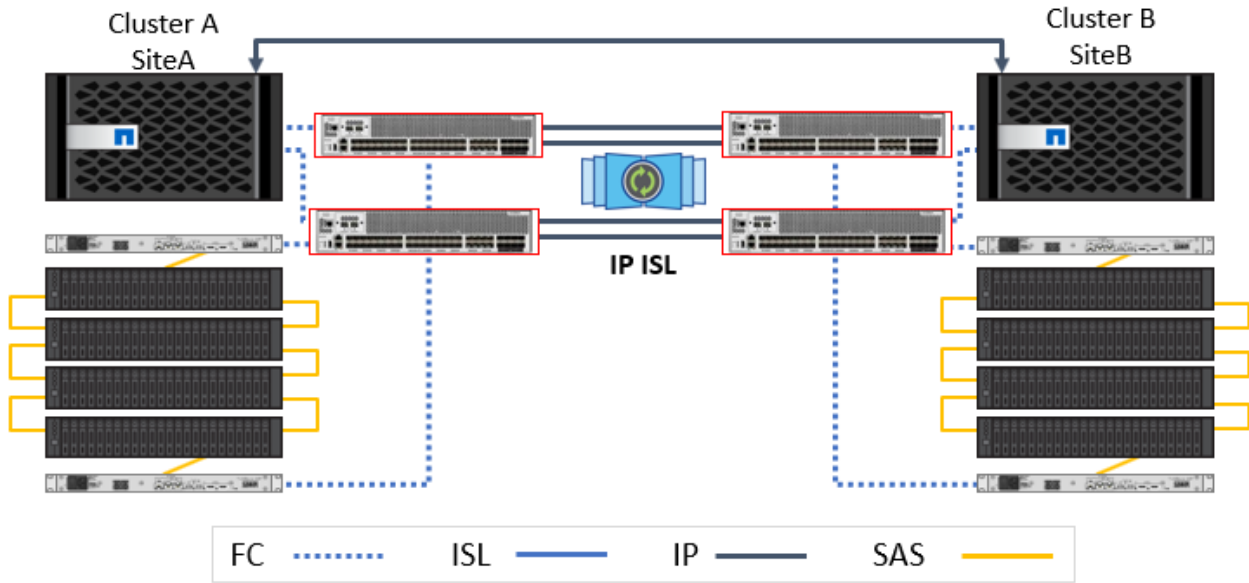 Cluster A
SiteA
Cluster B
SiteB
IP ISL
FC
ISL
IP
SAS